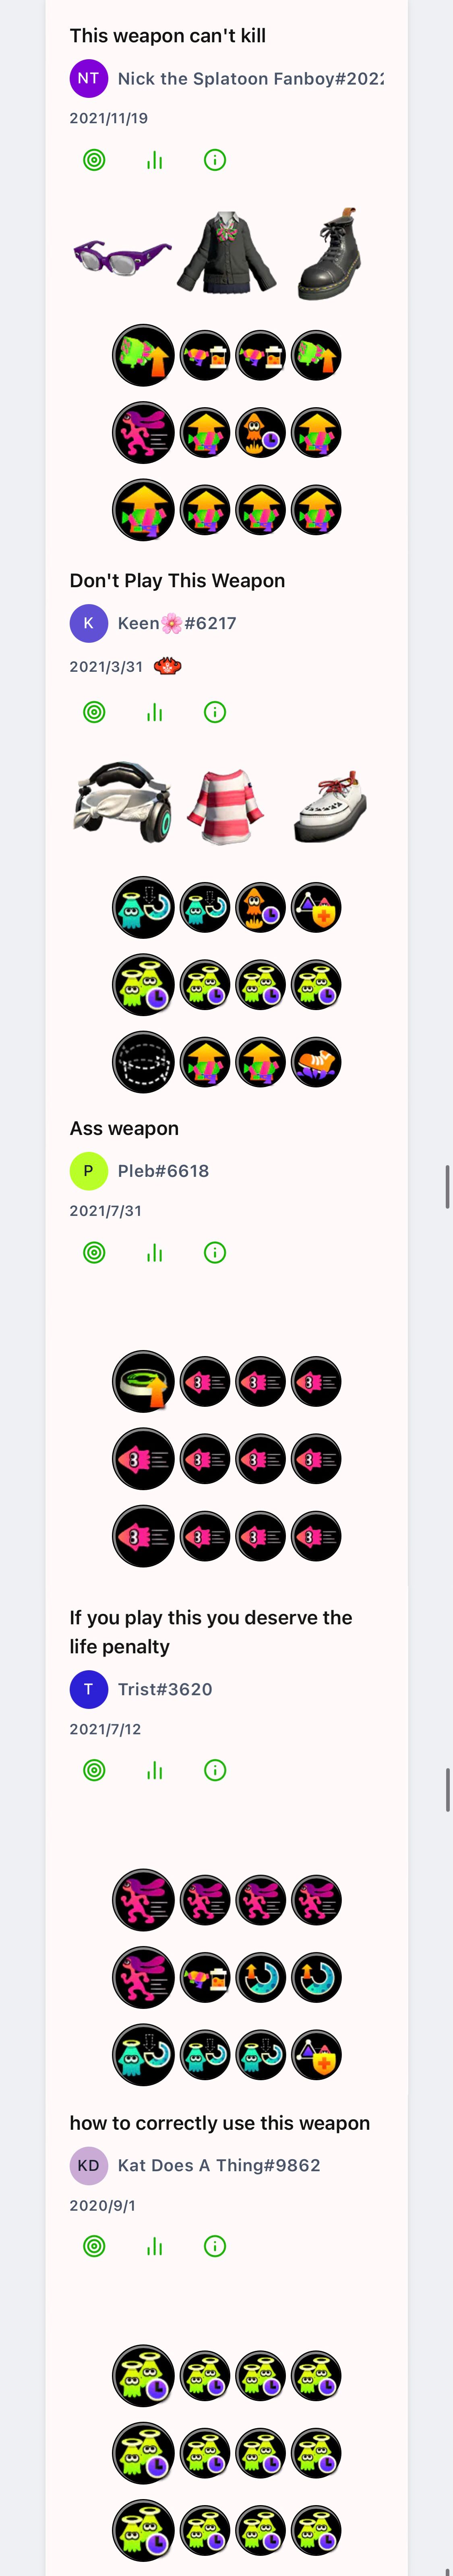 This weapon can't kill
NT
Nick the Splatoon Fanboy#2022
2021/11/19
Don't Play This Weapon
K
Keen🌸#6217
2021/3/31
Ass weapon
P
Pleb#6618
2021/7/31
If you play this you deserve the
life penalty
T
Trist#3620
2021/7/12
how to correctly use this weapon
KD
Kat Does A Thing#9862
2020/9/1